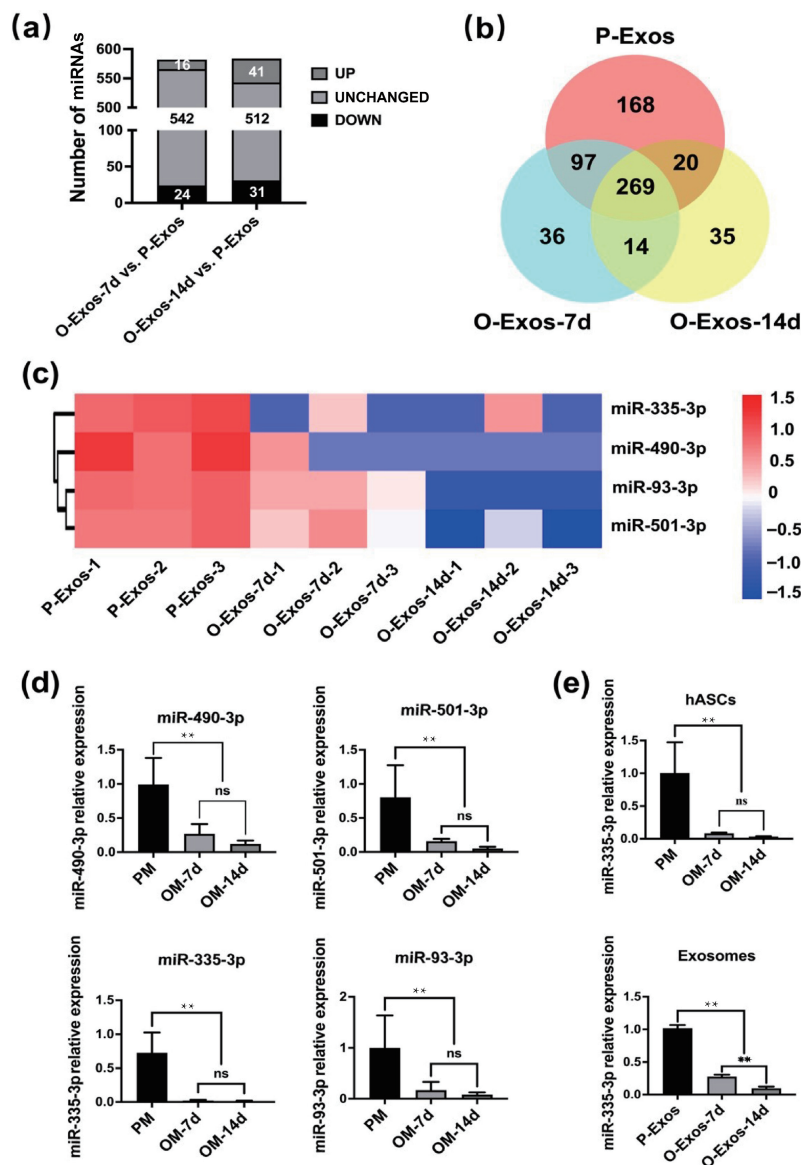 (a)
Number of miRNAs
600
550
500
100
50
0
16
41
542
512
24
31
UP
UNCHANGED
DOWN
O-Exos-7d vs. P-Exos
O-Exos-14d vs. P-Exos
(b)
P-Exos
168
97
20
269
36
14
35
O-Exos-7d
O-Exos-14d
(c)
miR-335-3p
miR-490-3p
miR-93-3p
miR-501-3p
1.5
1.0
0.5
0
−0.5
−1.0
−1.5
P-Exos-1
P-Exos-2
P-Exos-3
O-Exos-7d-1
O-Exos-7d-2
O-Exos-7d-3
O-Exos-14d-1
O-Exos-14d-2
O-Exos-14d-3
(d)
miR-490-3p
miR-490-3p relative expression
1.5
1.0
0.5
0.0
**
ns
PM
OM-7d
OM-14d
miR-501-3p
miR-501-3p relative expression
1.5
1.0
0.5
0.0
**
ns
PM
OM-7d
OM-14d
miR-335-3p
miR-335-3p relative expression
1.5
1.0
0.5
0.0
**
ns
PM
OM-7d
OM-14d
miR-93-3p
miR-93-3p relative expression
2
1
0
**
ns
PM
OM-7d
OM-14d
(e)
hASCs
miR-335-3p relative expression
1.5
1.0
0.5
0.0
**
ns
PM
OM-7d
OM-14d
Exosomes
miR-335-3p relative expression
1.5
1.0
0.5
0.0
**
**
P-Exos
O-Exos-7d
O-Exos-14d